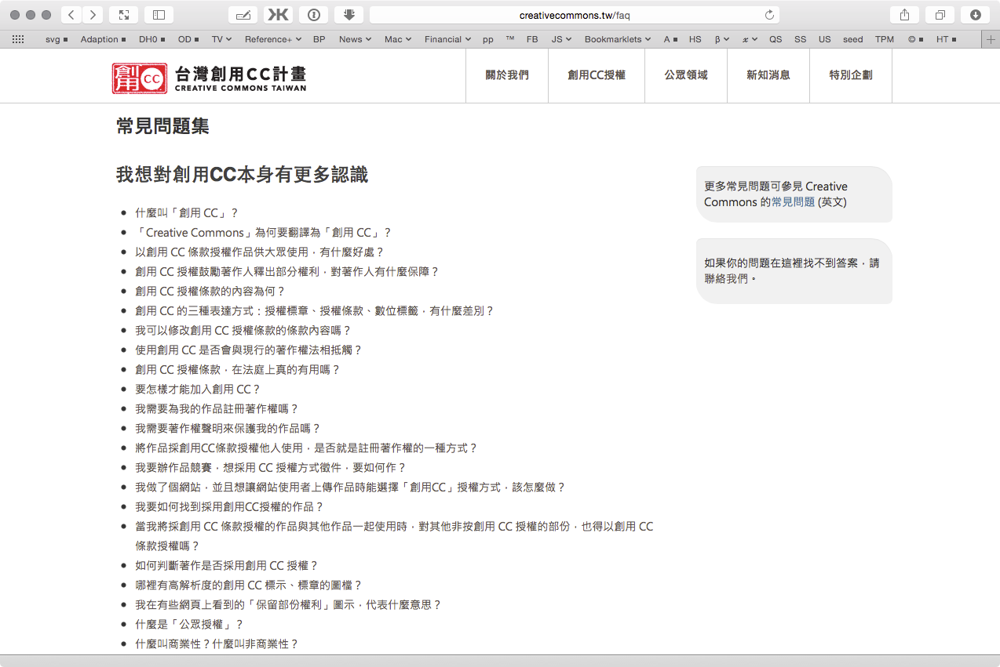 creativecommons.tw/faq
svg Adaption DH0 OD TV Reference+ BP News Mac Financial pp ™ FB JS Bookmarklets A HS β 𝓍 QS SS US seed TPM © HT
創用 CC 台灣創用CC計畫
CREATIVE COMMONS TAIWAN
關於我們 創用CC授權 公眾領域 新知消息 特別企劃
常見問題集
我想對創用CC本身有更多認識
什麼叫「創用 CC」？
「Creative Commons」為何要翻譯為「創用 CC」？
以創用 CC 條款授權作品供大眾使用，有什麼好處？
創用 CC 授權鼓勵著作人釋出部分權利，對著作人有什麼保障？
創用 CC 授權條款的內容為何？
創用 CC 的三種表達方式：授權標章、授權條款、數位標籤，有什麼差別？
我可以修改創用 CC 授權條款的條款內容嗎？
使用創用 CC 是否會與現行的著作權法相抵觸？
創用 CC 授權條款，在法庭上真的有用嗎？
要怎樣才能加入創用 CC？
我需要為我的作品註冊著作權嗎？
我需要著作權聲明來保護我的作品嗎？
將作品採創用CC條款授權他人使用，是否就是註冊著作權的一種方式？
我要辦作品競賽，想採用 CC 授權方式徵件，要如何作？
我做了個網站，並且想讓網站使用者上傳作品時能選擇「創用CC」授權方式，該怎麼做？
我要如何找到採用創用CC授權的作品？
當我將採創用 CC 條款授權的作品與其他作品一起使用時，對其他非按創用 CC 授權的部份，也得以創用 CC
條款授權嗎？
如何判斷著作是否採用創用 CC 授權？
哪裡有高解析度的創用 CC 標示、標章的圖檔？
我在有些網頁上看到的「保留部份權利」圖示，代表什麼意思？
什麼是「公眾授權」？
什麼叫商業性？什麼叫非商業性？
更多常見問題可參見 Creative
Commons 的常見問題 (英文)
如果你的問題在這裡找不到答案，請
聯絡我們。